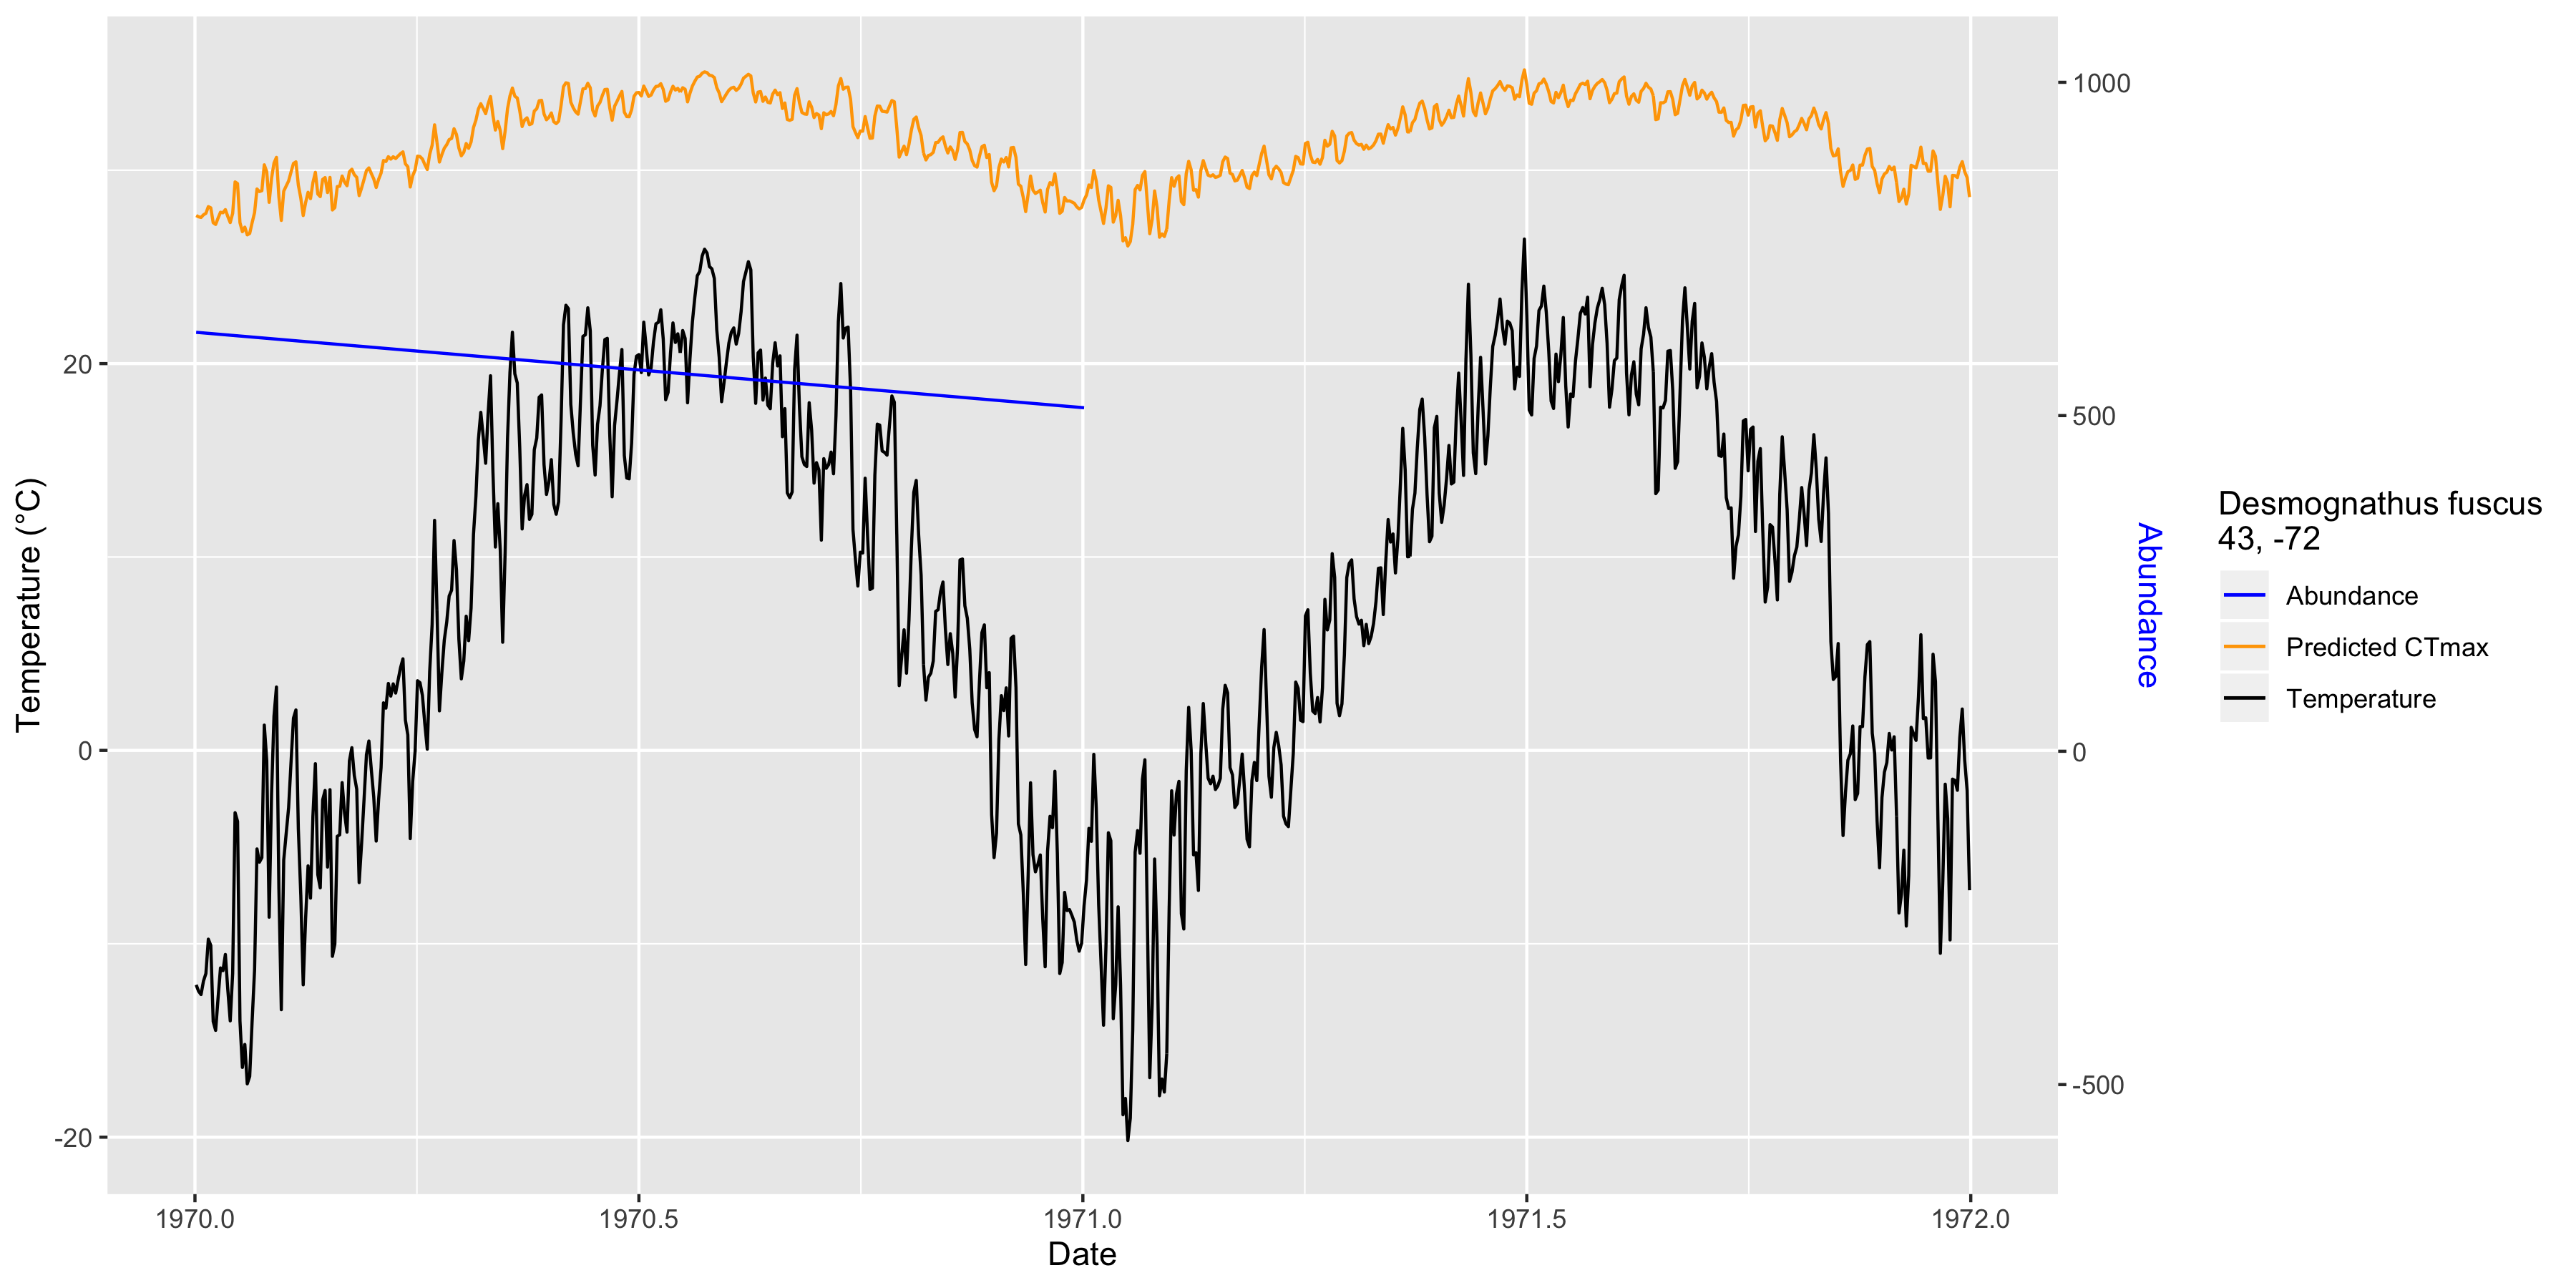 Temperature (°C)
20
0
-20
1970.0
1970.5
1971.0
1971.5
1972.0
Date
1000
500
0
-500
Abundance
Desmognathus fuscus
43, -72
Abundance
Predicted CTmax
Temperature